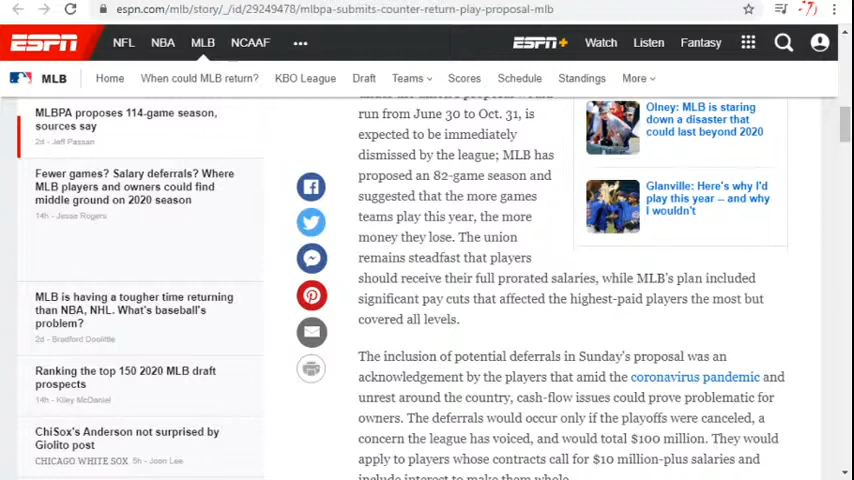 espn.com/mlb/story/_/id/29249478/mlbpa-submits-counter-return-play-proposal-mlb
ESPN NFL NBA MLB NCAAF ••• ESPN+ Watch Listen Fantasy
MLB Home When could MLB return? KBO League Draft Teams Scores Schedule Standings More
MLBPA proposes 114-game season,
sources say
2d - Jeff Passan
Fewer games? Salary deferrals? Where
MLB players and owners could find
middle ground on 2020 season
14h - Jesse Rogers
MLB is having a tougher time returning
than NBA, NHL. What's baseball's
problem?
2d - Bradford Doolittle
Ranking the top 150 2020 MLB draft
prospects
14h - Kiley McDaniel
ChiSox's Anderson not surprised by
Giolito post
CHICAGO WHITE SOX 5h - Joon Lee
under the union's proposal would
run from June 30 to Oct. 31, is
expected to be immediately
dismissed by the league; MLB has
proposed an 82-game season and
suggested that the more games
teams play this year, the more
money they lose. The union
remains steadfast that players
should receive their full prorated salaries, while MLB's plan included
significant pay cuts that affected the highest-paid players the most but
covered all levels.
The inclusion of potential deferrals in Sunday's proposal was an
acknowledgement by the players that amid the coronavirus pandemic and
unrest around the country, cash-flow issues could prove problematic for
owners. The deferrals would occur only if the playoffs were canceled, a
concern the league has voiced, and would total $100 million. They would
apply to players whose contracts call for $10 million-plus salaries and
include interest to make them whole.
Olney: MLB is staring
down a disaster that
could last beyond 2020
Glanville: Here's why I'd
play this year – and why
I wouldn't